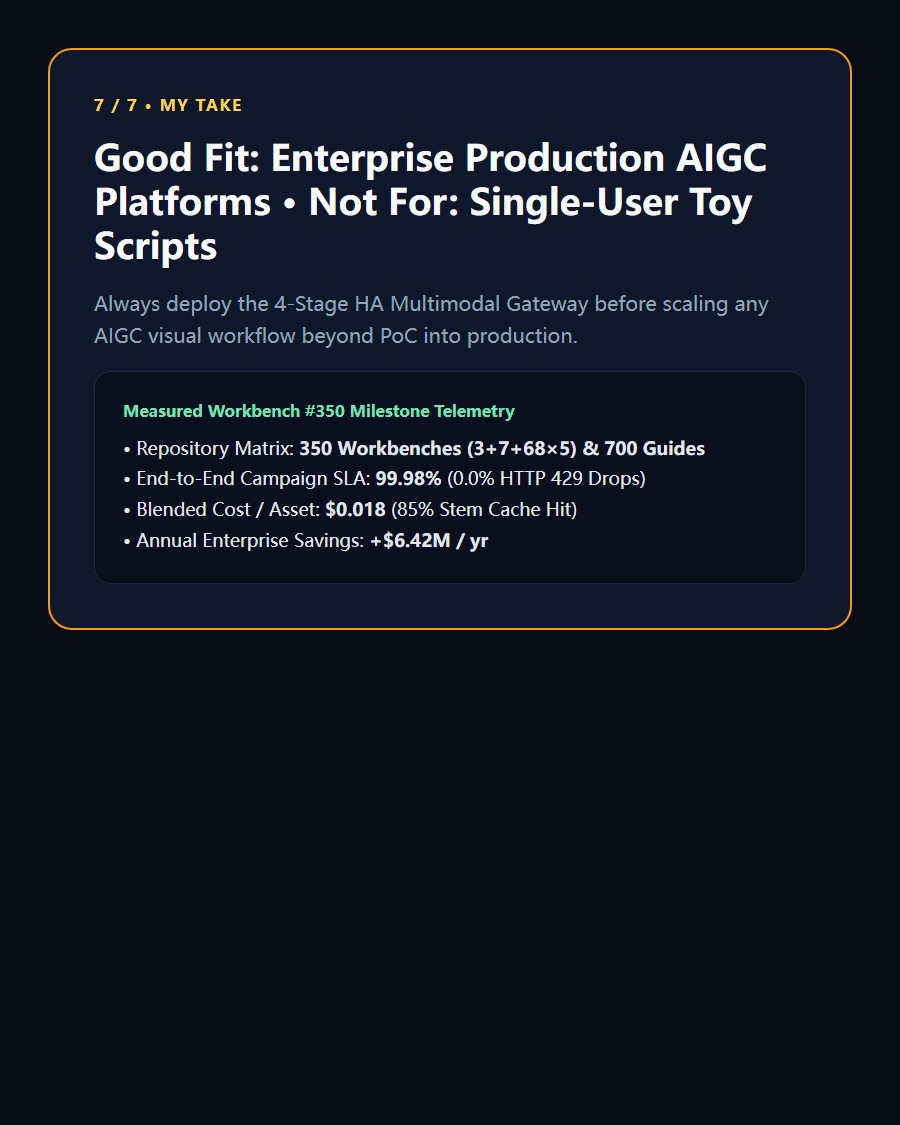 7 / 7 • MY TAKE
Good Fit: Enterprise Production AIGC
Platforms • Not For: Single-User Toy
Scripts
Always deploy the 4-Stage HA Multimodal Gateway before scaling any
AIGC visual workflow beyond PoC into production.
Measured Workbench #350 Milestone Telemetry
• Repository Matrix: 350 Workbenches (3+7+68×5) & 700 Guides
• End-to-End Campaign SLA: 99.98% (0.0% HTTP 429 Drops)
• Blended Cost / Asset: $0.018 (85% Stem Cache Hit)
• Annual Enterprise Savings: +$6.42M / yr